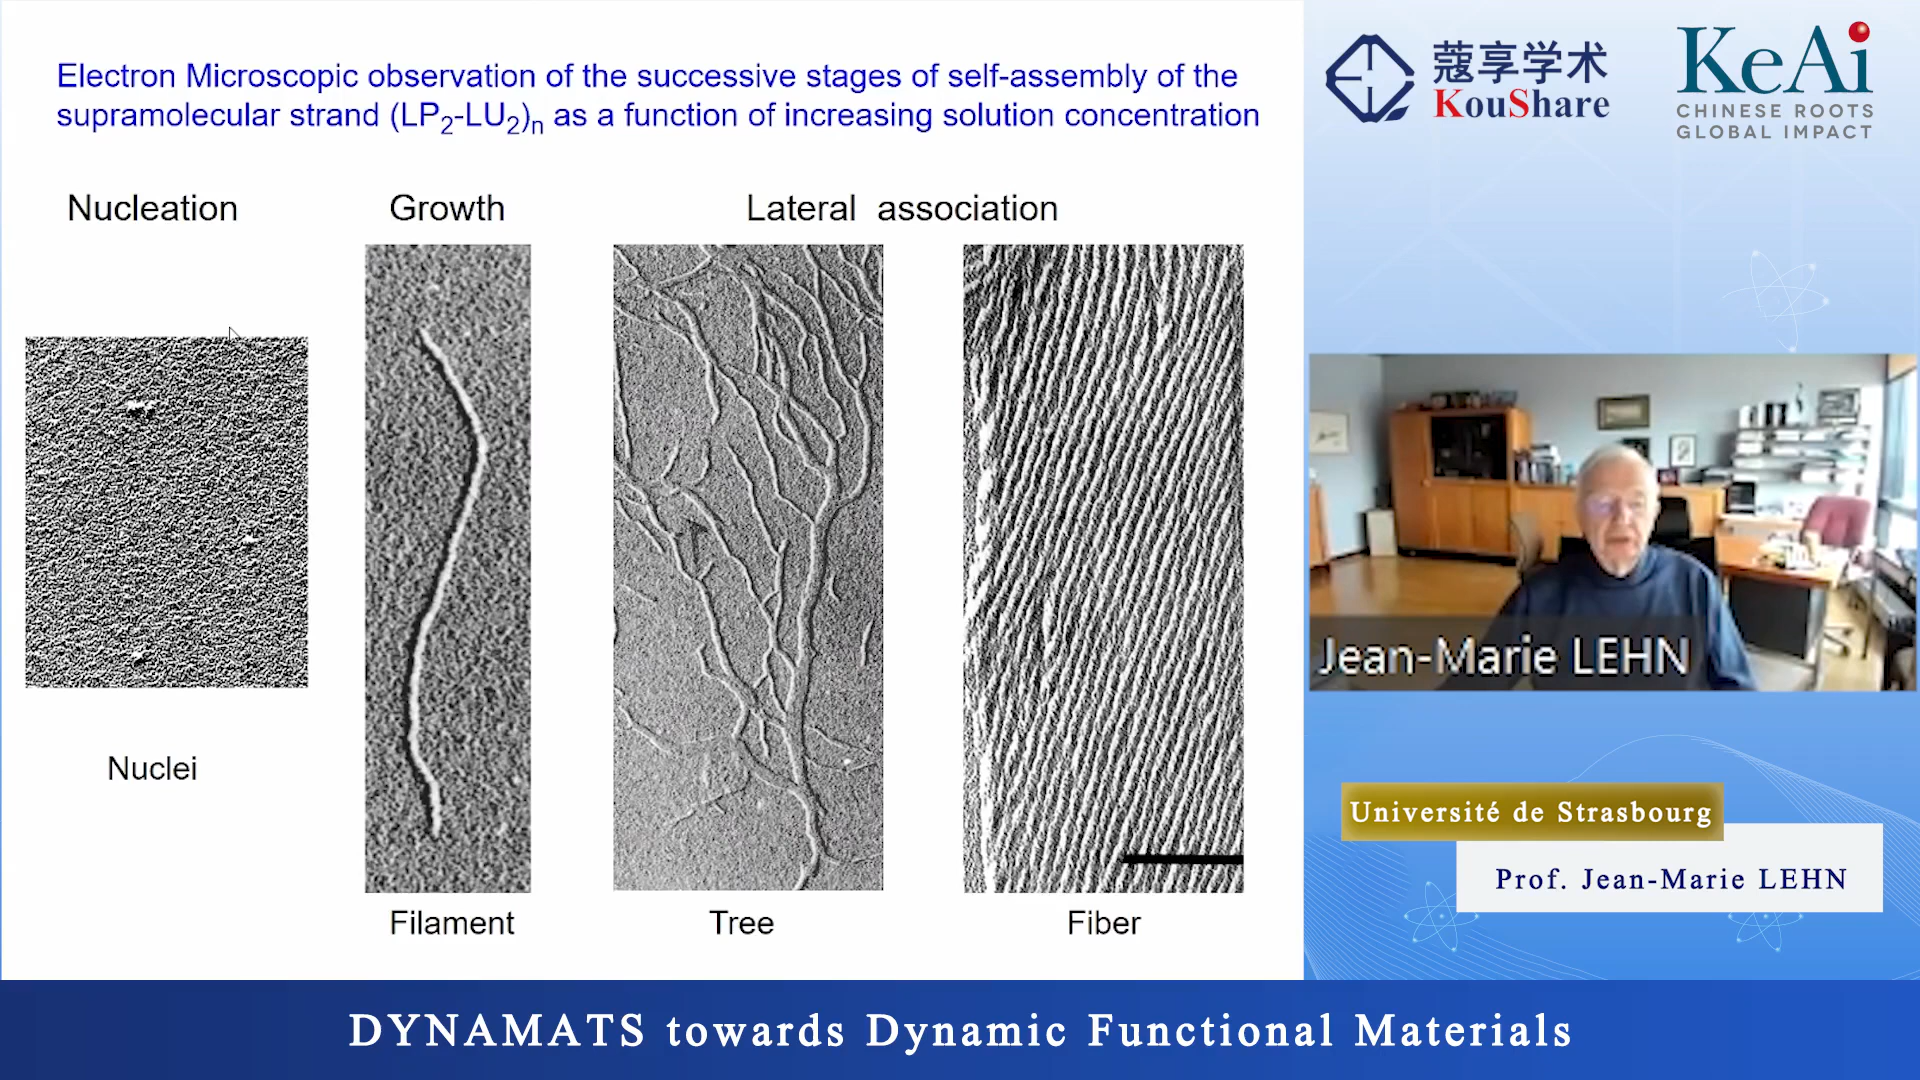 Electron Microscopic observation of the successive stages of self-assembly of the
supramolecular strand (LP2-LU2)n as a function of increasing solution concentration
Nucleation
Growth
Lateral association
Nuclei
Filament
Tree
Fiber
蔻享学术
KouShare
KeAi
CHINESE ROOTS
GLOBAL IMPACT
Jean-Marie LEHN
Université de Strasbourg
Prof. Jean-Marie LEHN
DYNAMATS towards Dynamic Functional Materials